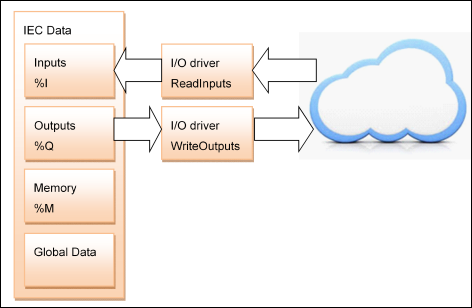 IEC Data
Inputs
%I
I/O driver
ReadInputs
Outputs
%Q
I/O driver
WriteOutputs
Memory
%M
Global Data